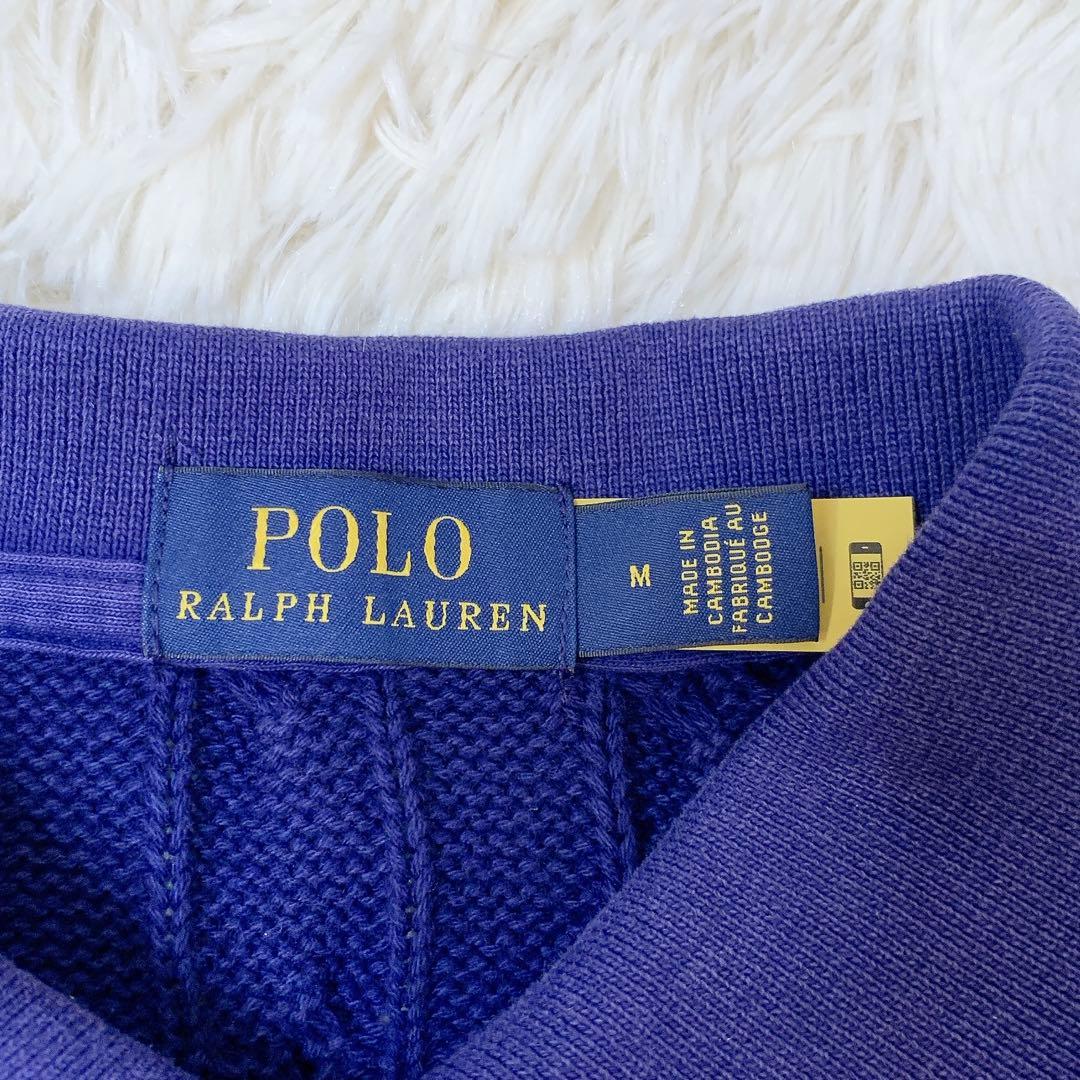 POLO
RALPH LAUREN
M
MADE IN
CAMBODIA
FABRIQUÉ AU
CAMBODGE